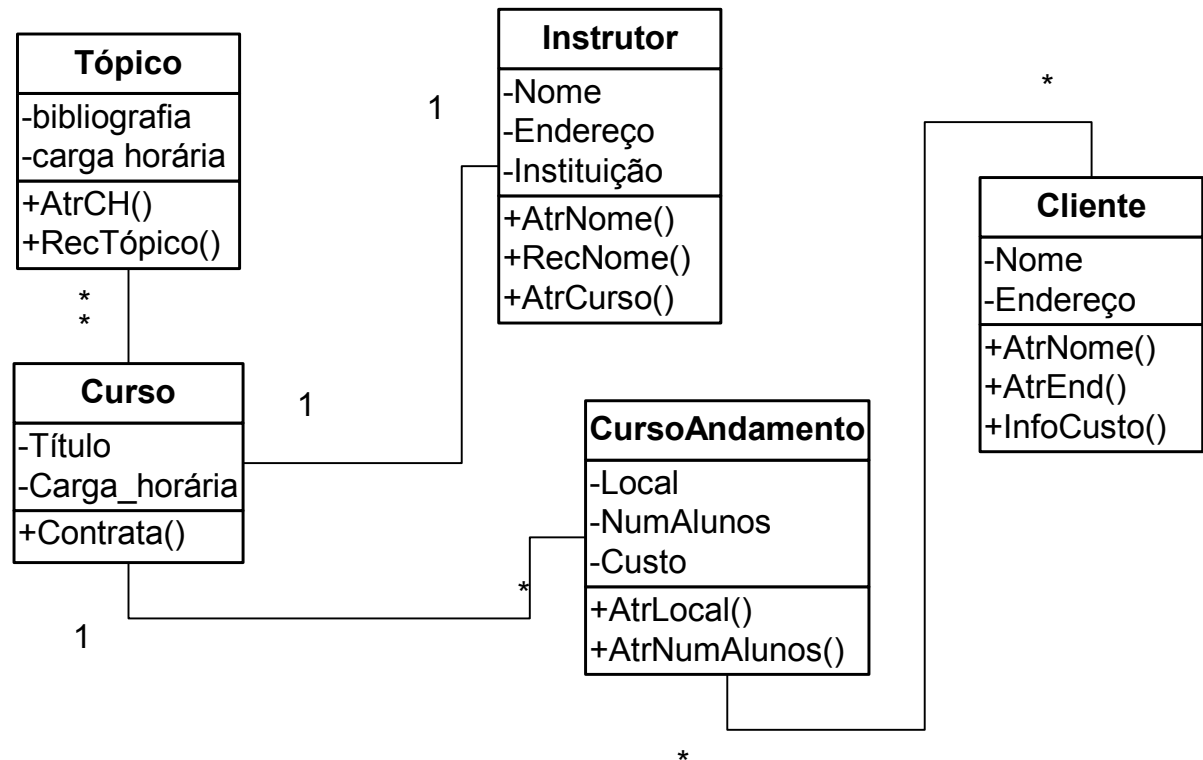 Tópico
-bibliografia
-carga horária
+AtrCH()
+RecTópico()
*
*
Curso
-Título
-Carga_horária
+Contrata()
1
1
1
Instrutor
-Nome
-Endereço
-Instituição
+AtrNome()
+RecNome()
+AtrCurso()
*
CursoAndamento
-Local
-NumAlunos
-Custo
+AtrLocal()
+AtrNumAlunos()
*
*
Cliente
-Nome
-Endereço
+AtrNome()
+AtrEnd()
+InfoCusto()